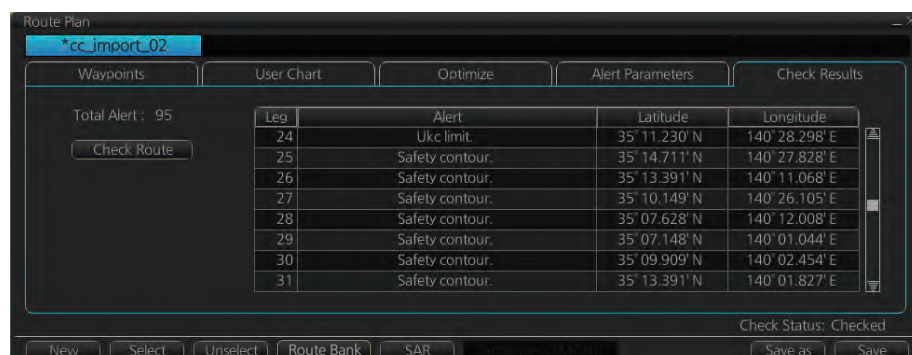 Route Plan
*cc_import_02
Waypoints User Chart Optimize Alert Parameters Check Results
Total Alert : 95
Check Route
Leg Alert Latitude Longitude
24 Ukc limit. 35°11.230' N 140°28.298' E
25 Safety contour. 35°14.711' N 140°27.828' E
26 Safety contour. 35°13.391' N 140°11.068' E
27 Safety contour. 35°10.149' N 140°26.105' E
28 Safety contour. 35°07.628' N 140°12.008' E
29 Safety contour. 35°07.148' N 140°01.044' E
30 Safety contour. 35°09.909' N 140°02.454' E
31 Safety contour. 35°13.391' N 140°01.827' E
Check Status: Checked
New Select Unselect Route Bank SAR Save as Save